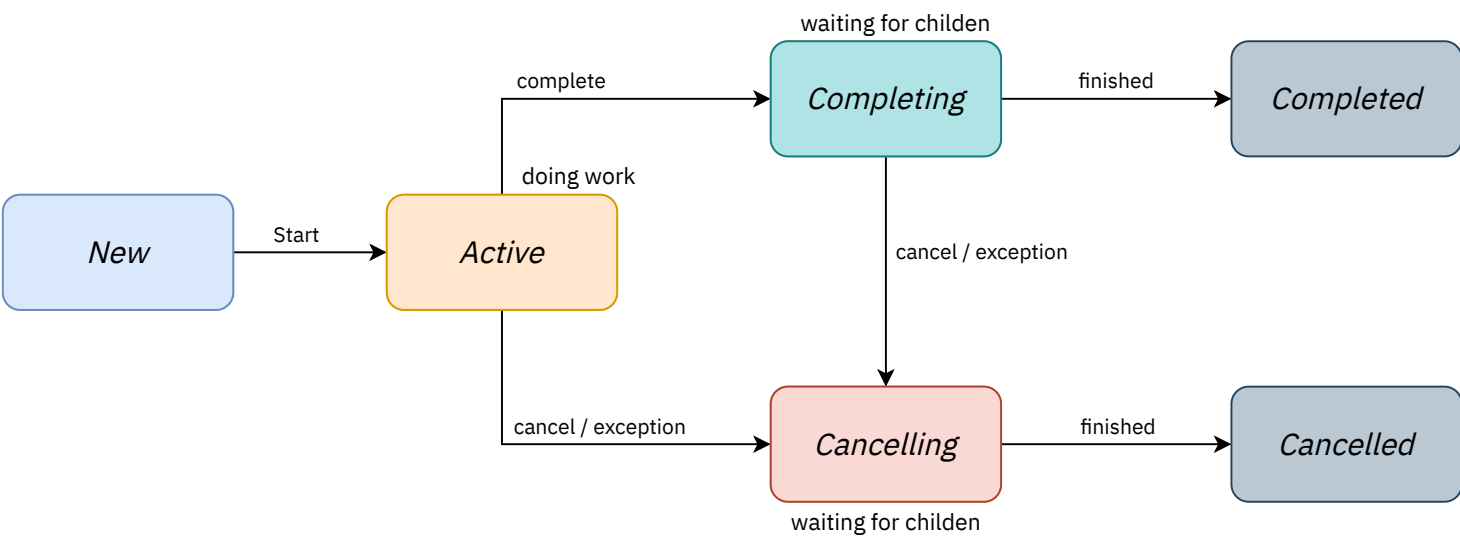 waiting for childen
complete
Completing
finished
Completed
doing work
New
Start
Active
cancel / exception
cancel / exception
Cancelling
finished
Cancelled
waiting for childen